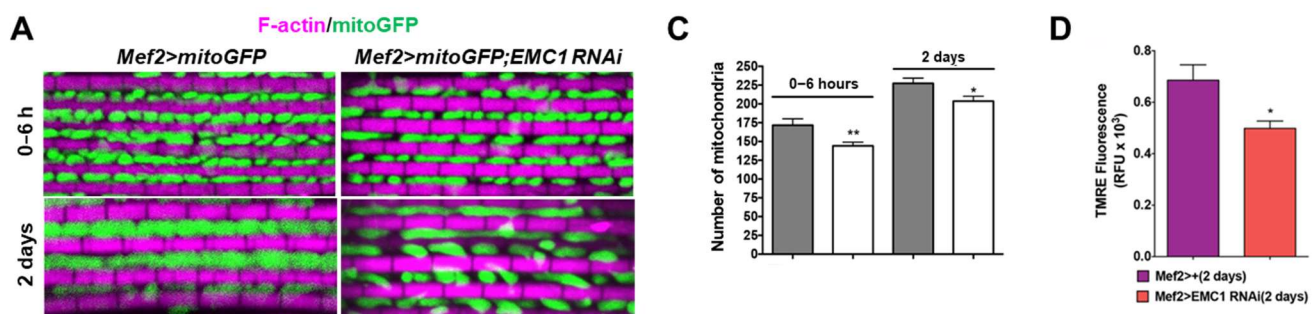 A
F-actin/mitoGFP
Mef2>mitoGFP
Mef2>mitoGFP;EMC1 RNAi
0–6 h
2 days
C
Number of mitochondria
250
225
200
175
150
125
100
75
50
25
0
0–6 hours
**
2 days
*
D
TMRE Fluorescence
(RFU x 10³)
0.8
0.6
0.4
0.2
0.0
*
Mef2>+(2 days)
Mef2>EMC1 RNAi(2 days)